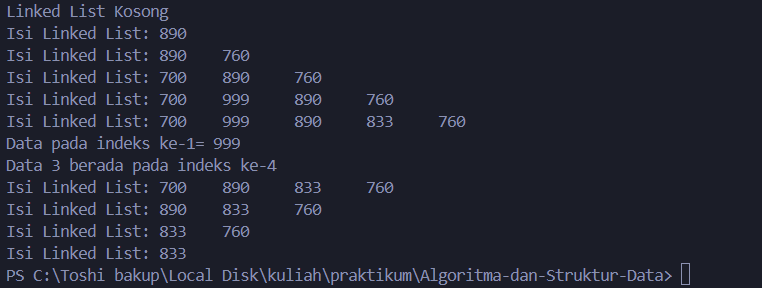 Linked List Kosong
Isi Linked List: 890
Isi Linked List: 890 760
Isi Linked List: 700 890 760
Isi Linked List: 700 999 890 760
Isi Linked List: 700 999 890 833 760
Data pada indeks ke-1= 999
Data 3 berada pada indeks ke-4
Isi Linked List: 700 890 833 760
Isi Linked List: 890 833 760
Isi Linked List: 833 760
Isi Linked List: 833
PS C:\Toshi bakup\Local Disk\kuliah\praktikum\Algoritma-dan-Struktur-Data>